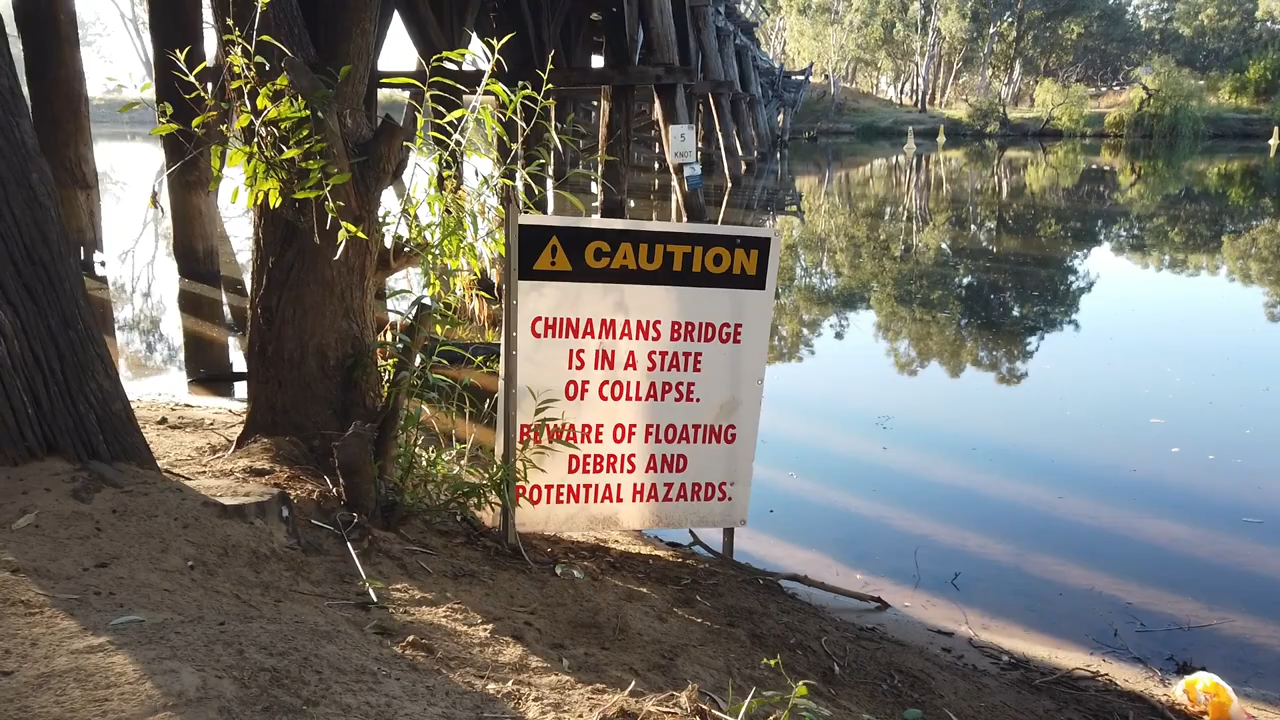 5
KNOT
CAUTION
CHINAMANS BRIDGE
IS IN A STATE
OF COLLAPSE.
BEWARE OF FLOATING
DEBRIS AND
POTENTIAL HAZARDS.